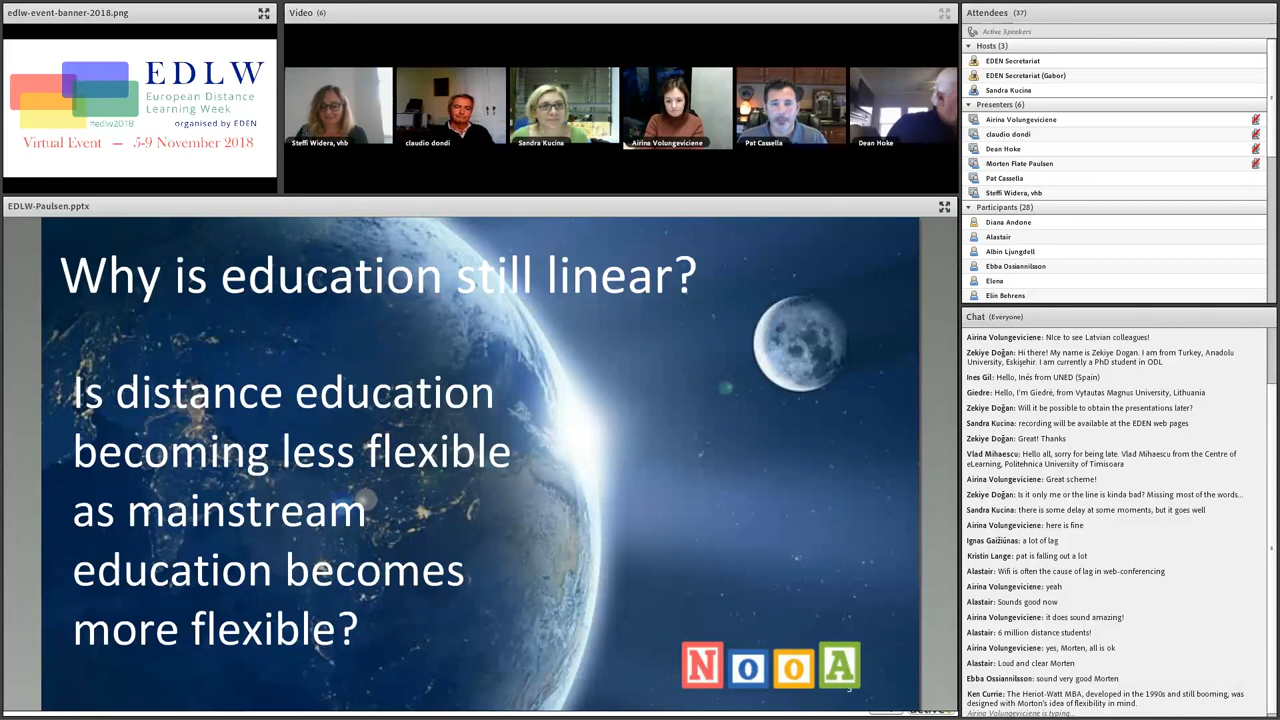 edlw-event-banner-2018.png
EDLW
European Distance
Learning Week
#edlw2018
organised by EDEN
Virtual Event — 5-9 November 2018
Video (6)
Steffi Widera, vhb
claudio dondi
Sandra Kucina
Airina Volungeviciene
Pat Cassella
Dean Hoke
EDLW-Paulsen.pptx
Why is education still linear?
Is distance education
becoming less flexible
as mainstream
education becomes
more flexible?
NooA
3
Attendees (37)
Active Speakers
Hosts (3)
EDEN Secretariat
EDEN Secretariat (Gabor)
Sandra Kucina
Presenters (6)
Airina Volungeviciene
claudio dondi
Dean Hoke
Morten Flate Paulsen
Pat Cassella
Steffi Widera, vhb
Participants (28)
Diana Andone
Alastair
Albin Ljungdell
Ebba Ossiannilsson
Elena
Elin Behrens
Chat (Everyone)
Airina Volungeviciene: NIce to see Latvian colleagues!
Zekiye Doğan: Hi there! My name is Zekiye Dogan. I am from Turkey, Anadolu
University, Eskişehir. I am currently a PhD student in ODL
Ines Gil: Hello, Inés from UNED (Spain)
Giedre: Hello, I'm Giedrė, from Vytautas Magnus University, Lithuania
Zekiye Doğan: Will it be possible to obtain the presentations later?
Sandra Kucina: recording will be available at the EDEN web pages
Zekiye Doğan: Great! Thanks
Vlad Mihaescu: Hello all, sorry for being late. Vlad Mihaescu from the Centre of
eLearning, Politehnica University of Timisoara
Airina Volungeviciene: Great scheme!
Zekiye Doğan: Is it only me or the line is kinda bad? Missing most of the words...
Sandra Kucina: there is some delay at some moments, but it goes well
Airina Volungeviciene: here is fine
Ignas Gaižiūnas: a lot of lag
Kristin Lange: pat is falling out a lot
Alastair: Wifi is often the cause of lag in web-conferencing
Airina Volungeviciene: yeah
Alastair: Sounds good now
Airina Volungeviciene: it does sound amazing!
Alastair: 6 million distance students!
Airina Volungeviciene: yes, Morten, all is ok
Alastair: Loud and clear Morten
Ebba Ossiannilsson: sound very good Morten
Ken Currie: The Heriot-Watt MBA, developed in the 1990s and still booming, was
designed with Morton's idea of flexibility in mind.
Airina Volungeviciene is typing...